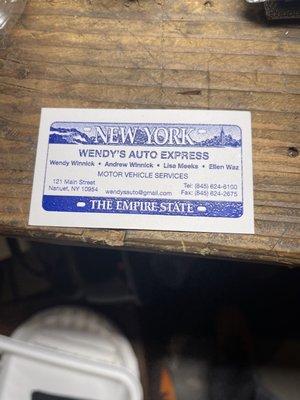 NEW YORK
WENDY'S AUTO EXPRESS
Wendy Winnick • Andrew Winnick • Lisa Meeks • Ellen Waz
MOTOR VEHICLE SERVICES
121 Main Street Tel: (845) 624-6100
Nanuet, NY 10954 wendysauto@gmail.com Fax: (845) 624-2675
THE EMPIRE STATE